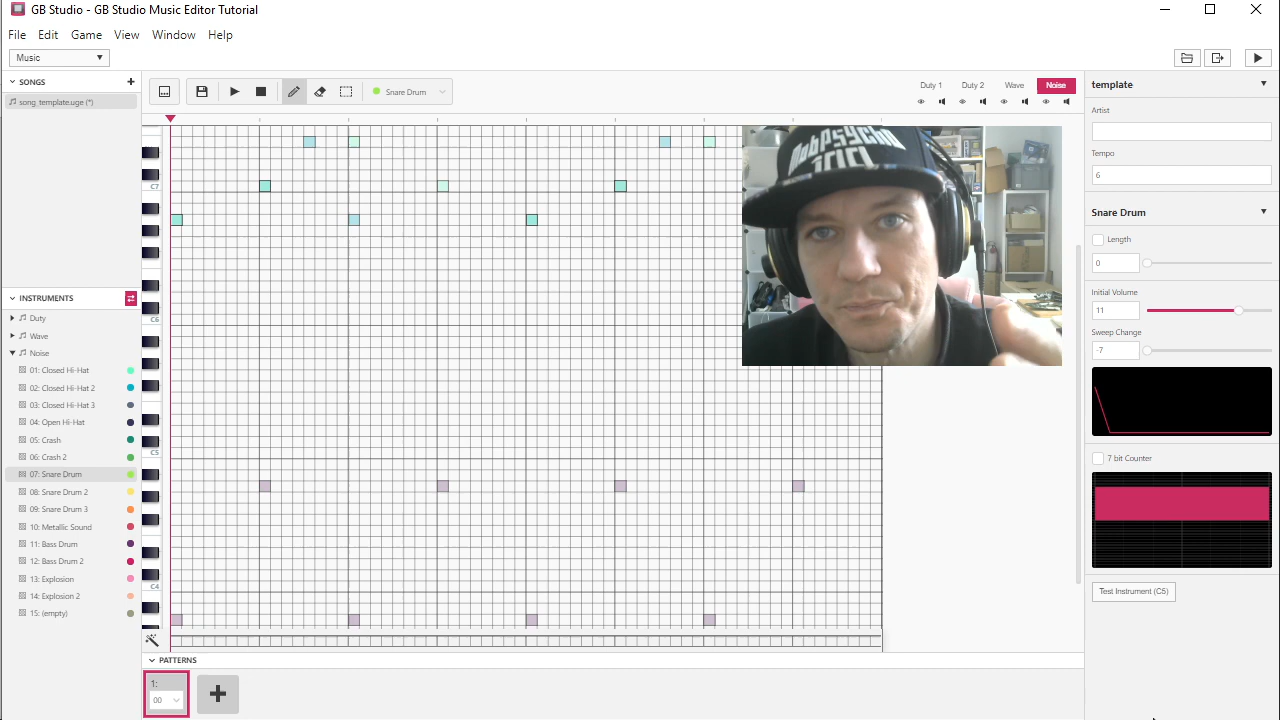 GB Studio - GB Studio Music Editor Tutorial
File Edit Game View Window Help
Music
SONGS
song_template.uge (*)
Snare Drum
Duty 1 Duty 2 Wave Noise
template
Artist
Tempo
6
Snare Drum
Length
0
Initial Volume
11
Sweep Change
-7
7 bit Counter
Test Instrument (C5)
C7
C6
C5
C4
MobPSYCHO
100
INSTRUMENTS
Duty
Wave
Noise
01: Closed Hi-Hat
02: Closed Hi-Hat 2
03: Closed Hi-Hat 3
04: Open Hi-Hat
05: Crash
06: Crash 2
07: Snare Drum
08: Snare Drum 2
09: Snare Drum 3
10: Metallic Sound
11: Bass Drum
12: Bass Drum 2
13: Explosion
14: Explosion 2
15: (empty)
PATTERNS
1:
00